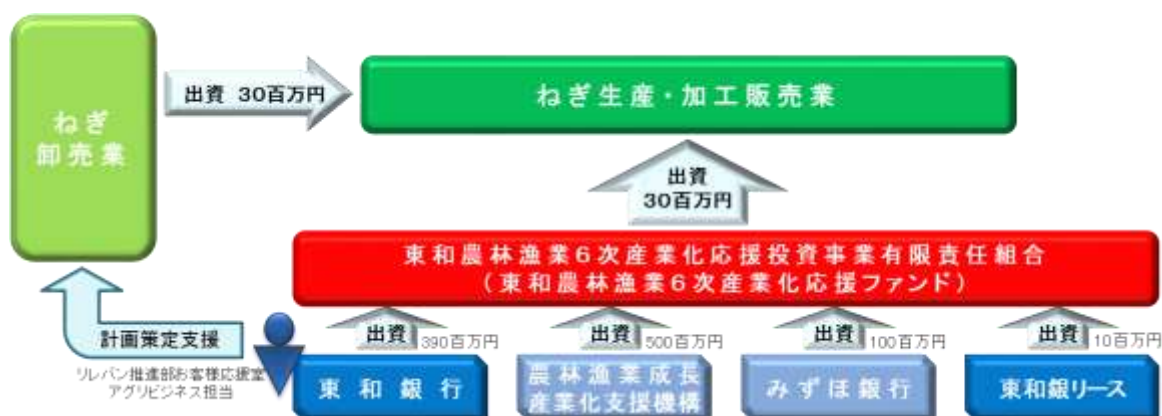 ねぎ
卸売業
出資 30百万円
ねぎ生産・加工販売業
出資
30百万円
東和農林漁業6次産業化応援投資事業有限責任組合
(東和農林漁業6次産業化応援ファンド)
計画策定支援
リレバン推進部お客様応援室
アグリビジネス担当
出資 390百万円
出資 500百万円
出資 100百万円
出資 10百万円
東和銀行
農林漁業成長
産業化支援機構
みずほ銀行
東和銀リース